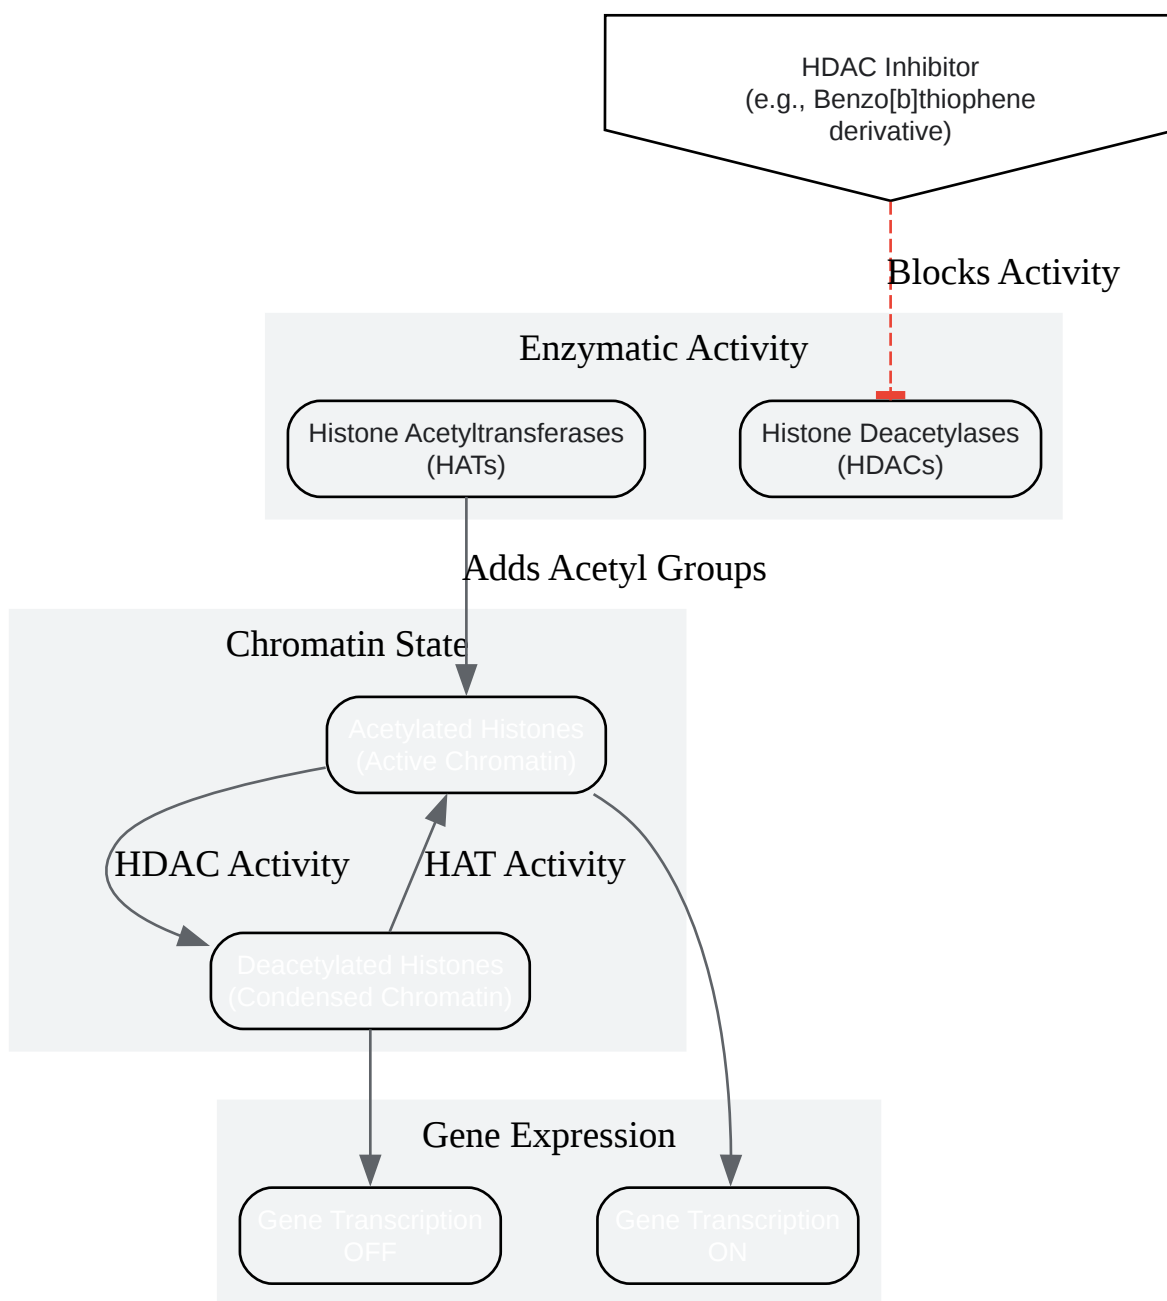 HDAC Inhibitor
(e.g., Benzo[b]thiophene
derivative)
Blocks Activity
Enzymatic Activity
Histone Acetyltransferases
(HATs)
Histone Deacetylases
(HDACs)
Adds Acetyl Groups
Chromatin State
Acetylated Histones
(Active Chromatin)
HDAC Activity
HAT Activity
Deacetylated Histones
(Condensed Chromatin)
Gene Expression
Gene Transcription
OFF
Gene Transcription
ON